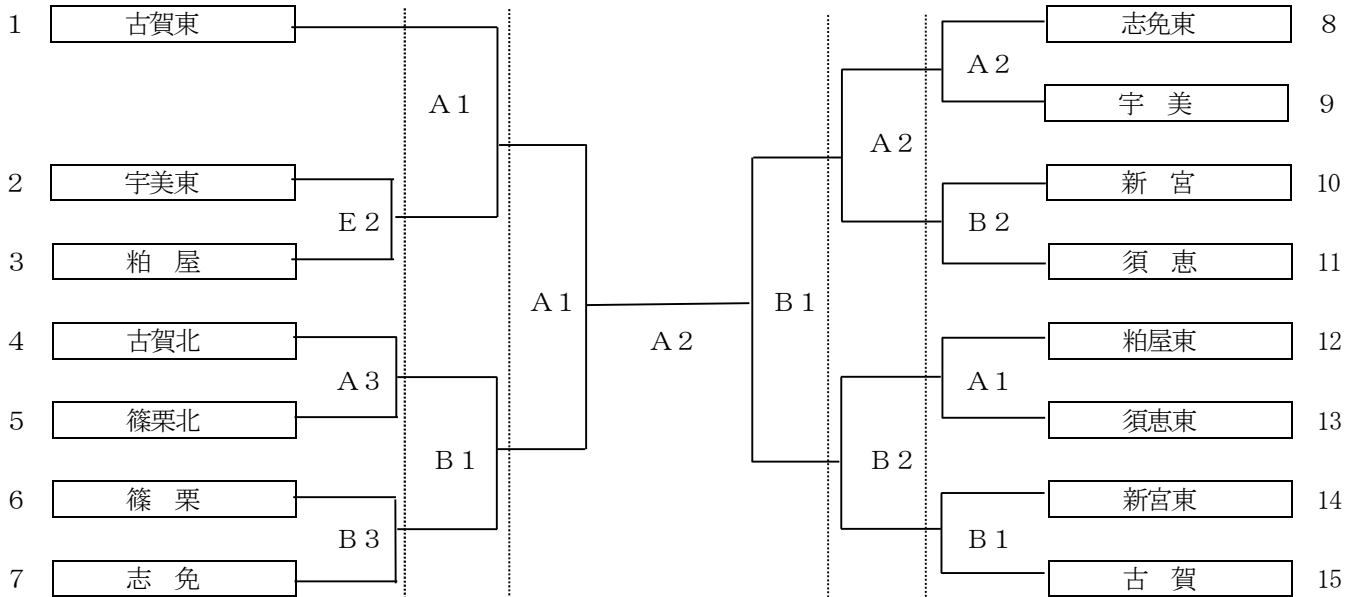 1 古賀東
2 宇美東
3 粕　屋
4 古賀北
5 篠栗北
6 篠　栗
7 志　免
E２
A３
B３
A１
B１
A１
A２
B１
A２
B２
A２
B２
A１
B１
志免東 8
宇　美 9
新　宮 10
須　恵 11
粕屋東 12
須恵東 13
新宮東 14
古　賀 15